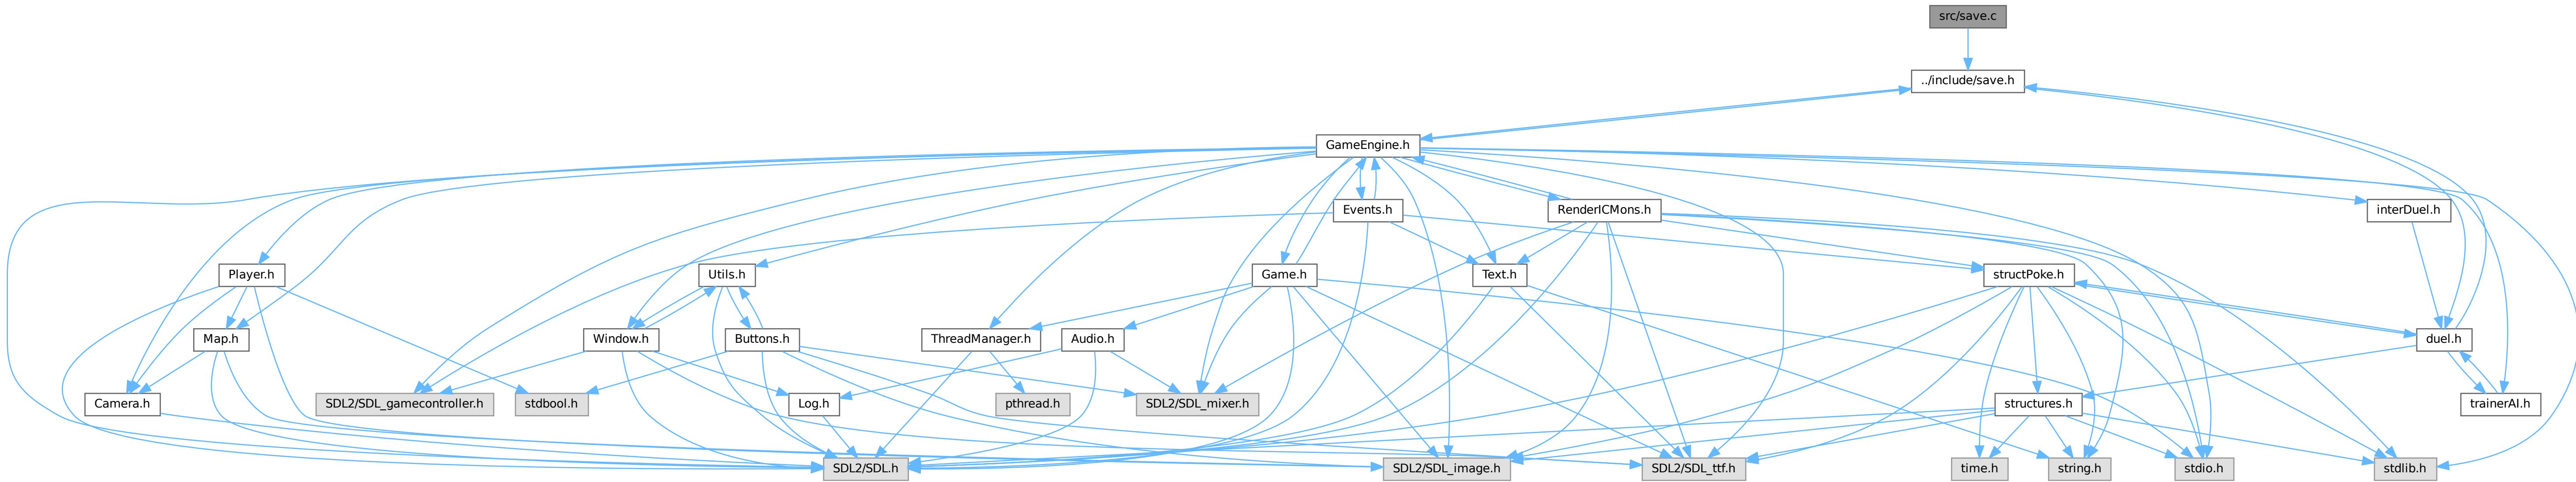 src/save.c
../include/save.h
GameEngine.h
Events.h
RenderICMons.h
interDuel.h
Player.h
Utils.h
Game.h
Text.h
structPoke.h
Map.h
Window.h
Buttons.h
ThreadManager.h
Audio.h
duel.h
Camera.h
SDL2/SDL_gamecontroller.h
stdbool.h
Log.h
pthread.h
SDL2/SDL_mixer.h
structures.h
trainerAI.h
SDL2/SDL.h
SDL2/SDL_image.h
SDL2/SDL_ttf.h
time.h
string.h
stdio.h
stdlib.h